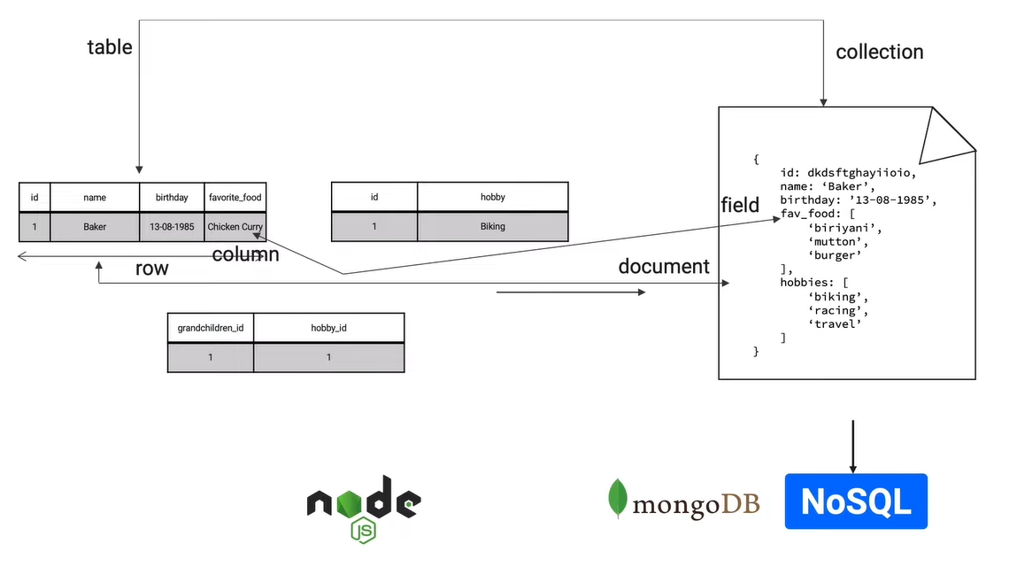 table
collection
id name birthday favorite_food
1 Baker 13-08-1985 Chicken Curry
id hobby
1 Biking
column
row
grandchildren_id hobby_id
1 1
field
document
{
id: dkdsftghayiioio,
name: ‘Baker’,
birthday: ’13-08-1985’,
fav_food: [
‘biriyani’,
‘mutton’,
‘burger’
],
hobbies: [
‘biking’,
‘racing’,
‘travel’
]
}
node
JS
mongoDB
NoSQL